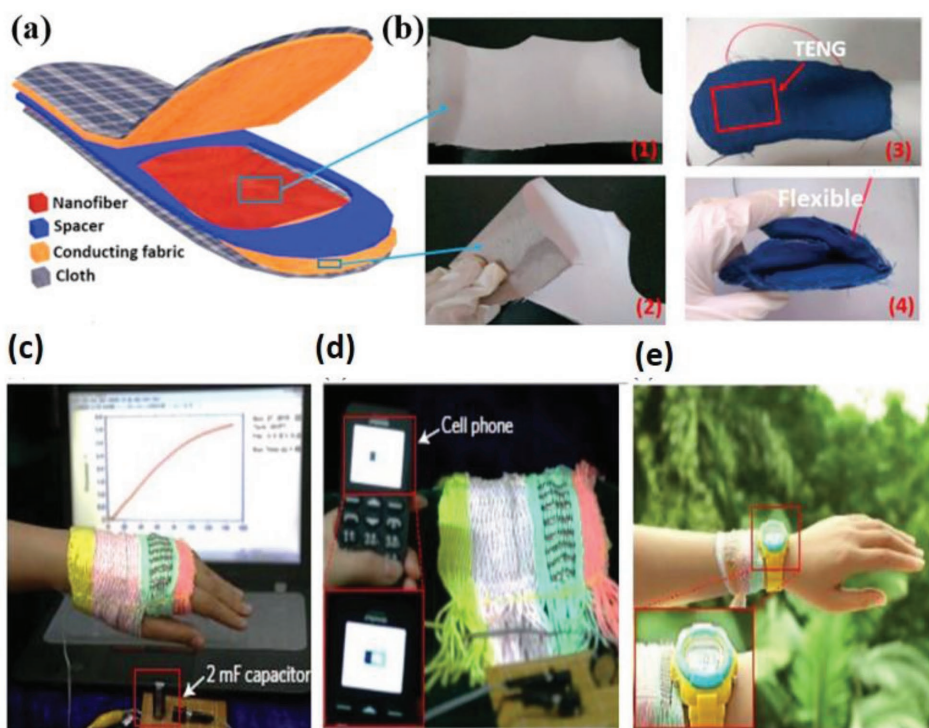 (a)
Nanofiber
Spacer
Conducting fabric
Cloth
(b)
(1)
TENG
(3)
(2)
Flexible
(4)
(c)
2 mF capacitor
(d)
Cell phone
(e)